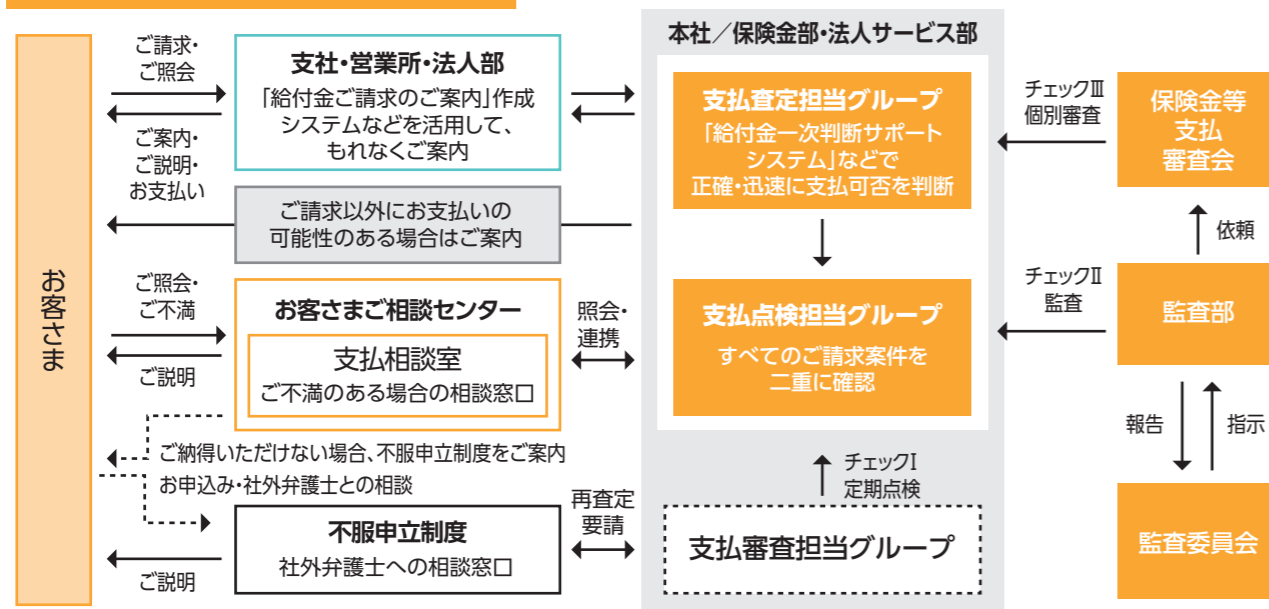 お客さま
ご請求・
ご照会
ご案内・
ご説明・
お支払い
支社・営業所・法人部
「給付金ご請求のご案内」作成
システムなどを活用して、
もれなくご案内
ご請求以外にお支払いの
可能性のある場合はご案内
ご照会・
ご不満
ご説明
お客さまご相談センター
支払相談室
ご不満のある場合の相談窓口
照会・
連携
ご納得いただけない場合、不服申立制度をご案内
お申込み・社外弁護士との相談
不服申立制度
社外弁護士への相談窓口
ご説明
再査定
要請
本社／保険金部・法人サービス部
支払査定担当グループ
「給付金一次判断サポート
システム」などで
正確・迅速に支払可否を判断
支払点検担当グループ
すべてのご請求案件を
二重に確認
チェックⅠ
定期点検
支払審査担当グループ
チェックⅢ
個別審査
保険金等
支払
審査会
依頼
チェックⅡ
監査
監査部
報告
指示
監査委員会